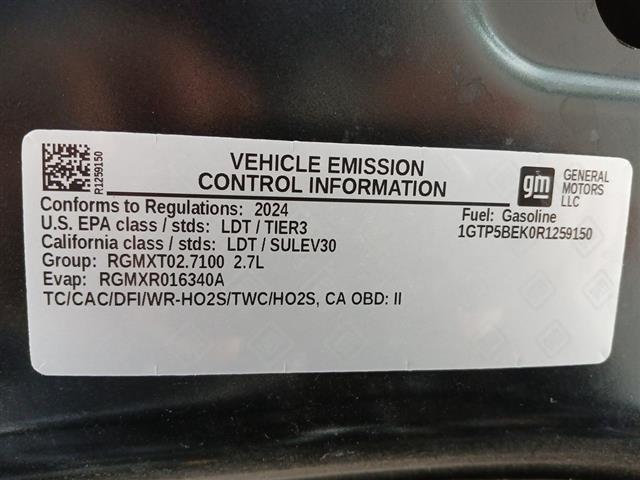 R1259150
VEHICLE EMISSION
CONTROL INFORMATION
gm
GENERAL
MOTORS
LLC
Conforms to Regulations: 2024
U.S. EPA class / stds: LDT / TIER3
California class / stds: LDT / SULEV30
Group: RGMXT02.7100 2.7L
Evap: RGMXR016340A
TC/CAC/DFI/WR-HO2S/TWC/HO2S, CA OBD: II
Fuel: Gasoline
1GTP5BEK0R1259150